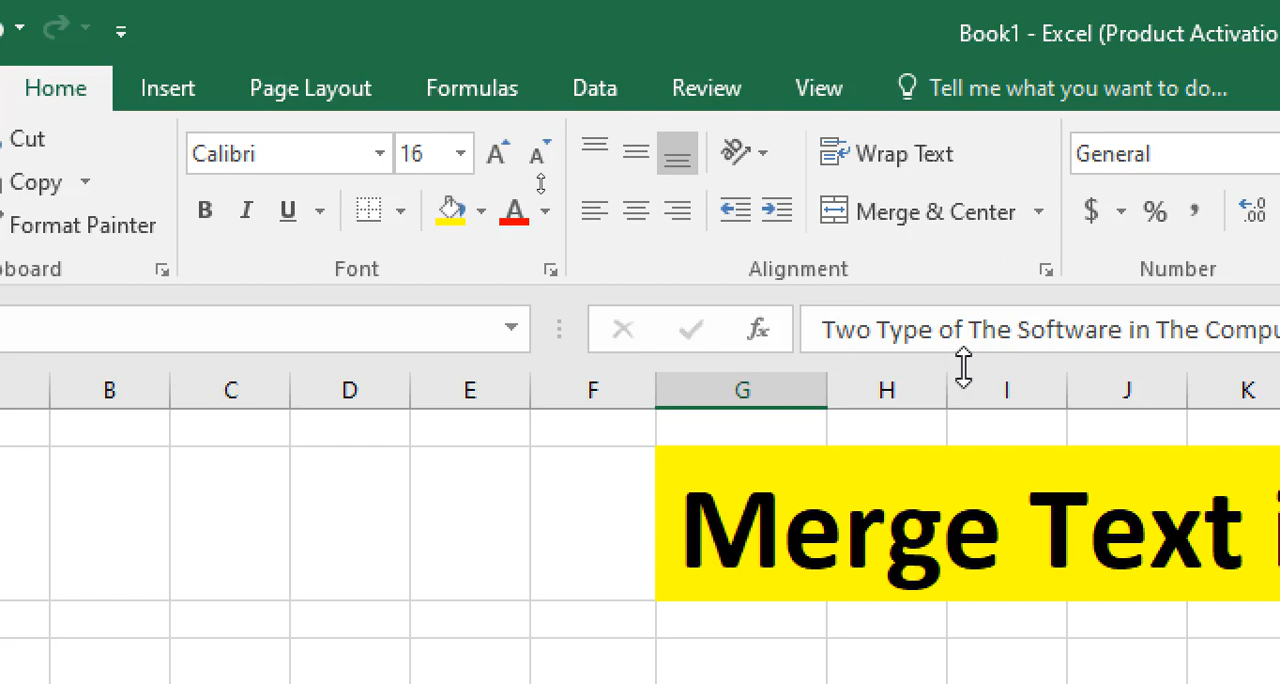 Book1 - Excel (Product Activatio
Home Insert Page Layout Formulas Data Review View Tell me what you want to do...
Cut
Copy
Format Painter
board
Calibri 16
B I U A
Font
Wrap Text
Merge & Center
Alignment
General
$ % ,
Number
fx Two Type of The Software in The Compu
B C D E F G H I J K
Merge Text i